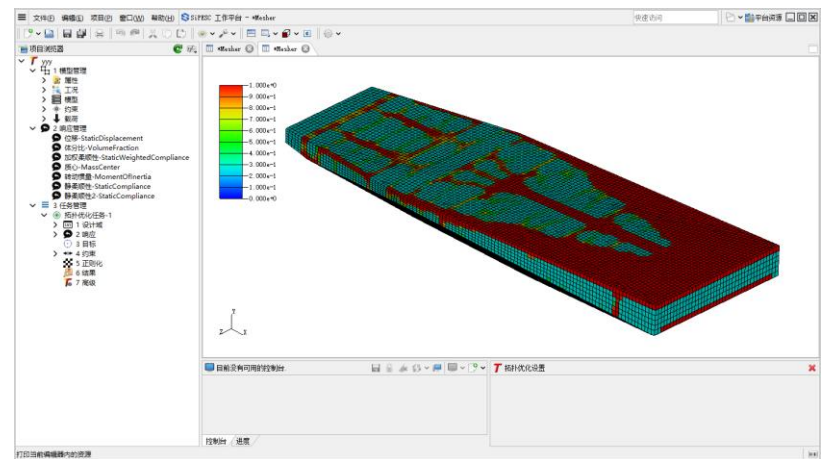 文件(F) 编辑(E) 项目(P) 窗口(W) 帮助(H) SiPESC 工作平台 - *Mesher
快速访问
平台资源
项目浏览器
*Mesher *Mesher
yyy
1 模型管理
属性
工况
模型
约束
载荷
2 响应管理
位移-StaticDisplacement
体分比-VolumeFraction
加权柔顺性-StaticWeightedCompliance
质心-MassCenter
转动惯量-MomentOfInertia
静柔顺性-StaticCompliance
静柔顺性2-StaticCompliance
3 任务管理
拓扑优化任务-1
1 设计域
2 响应
3 目标
4 约束
5 正则化
6 结果
7 高级
1.000e+0
9.000e-1
8.000e-1
7.000e-1
6.000e-1
5.000e-1
4.000e-1
3.000e-1
2.000e-1
1.000e-1
0.000e+0
Y
Z X
目前没有可用的控制台
拓扑优化设置
控制台 进度
打印当前编辑器内的资源